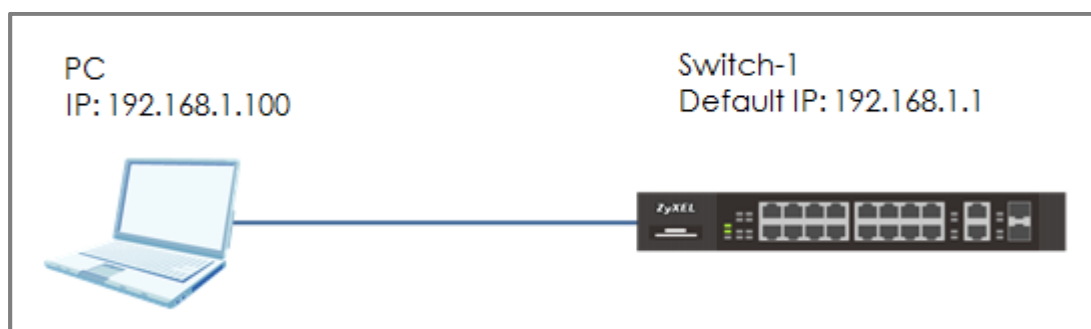 PC
IP: 192.168.1.100
Switch-1
Default IP: 192.168.1.1
ZyXEL